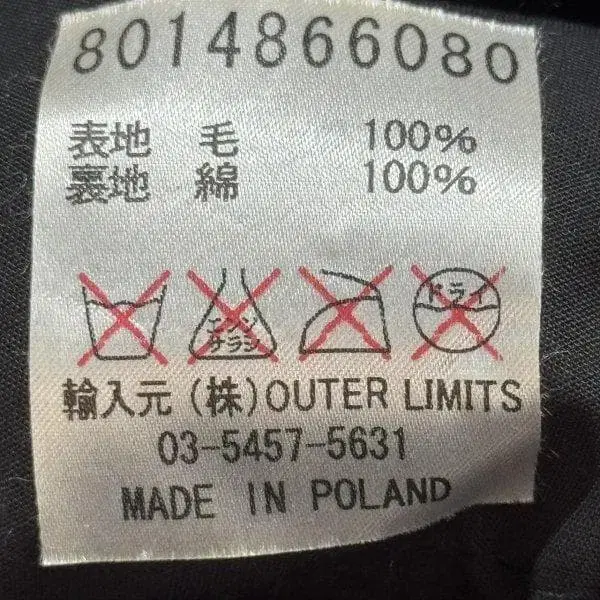 8014866080
表地 毛 100%
裏地 綿 100%
エンソ
サラシ
ドライ
輸入元 (株)OUTER LIMITS
03-5457-5631
MADE IN POLAND